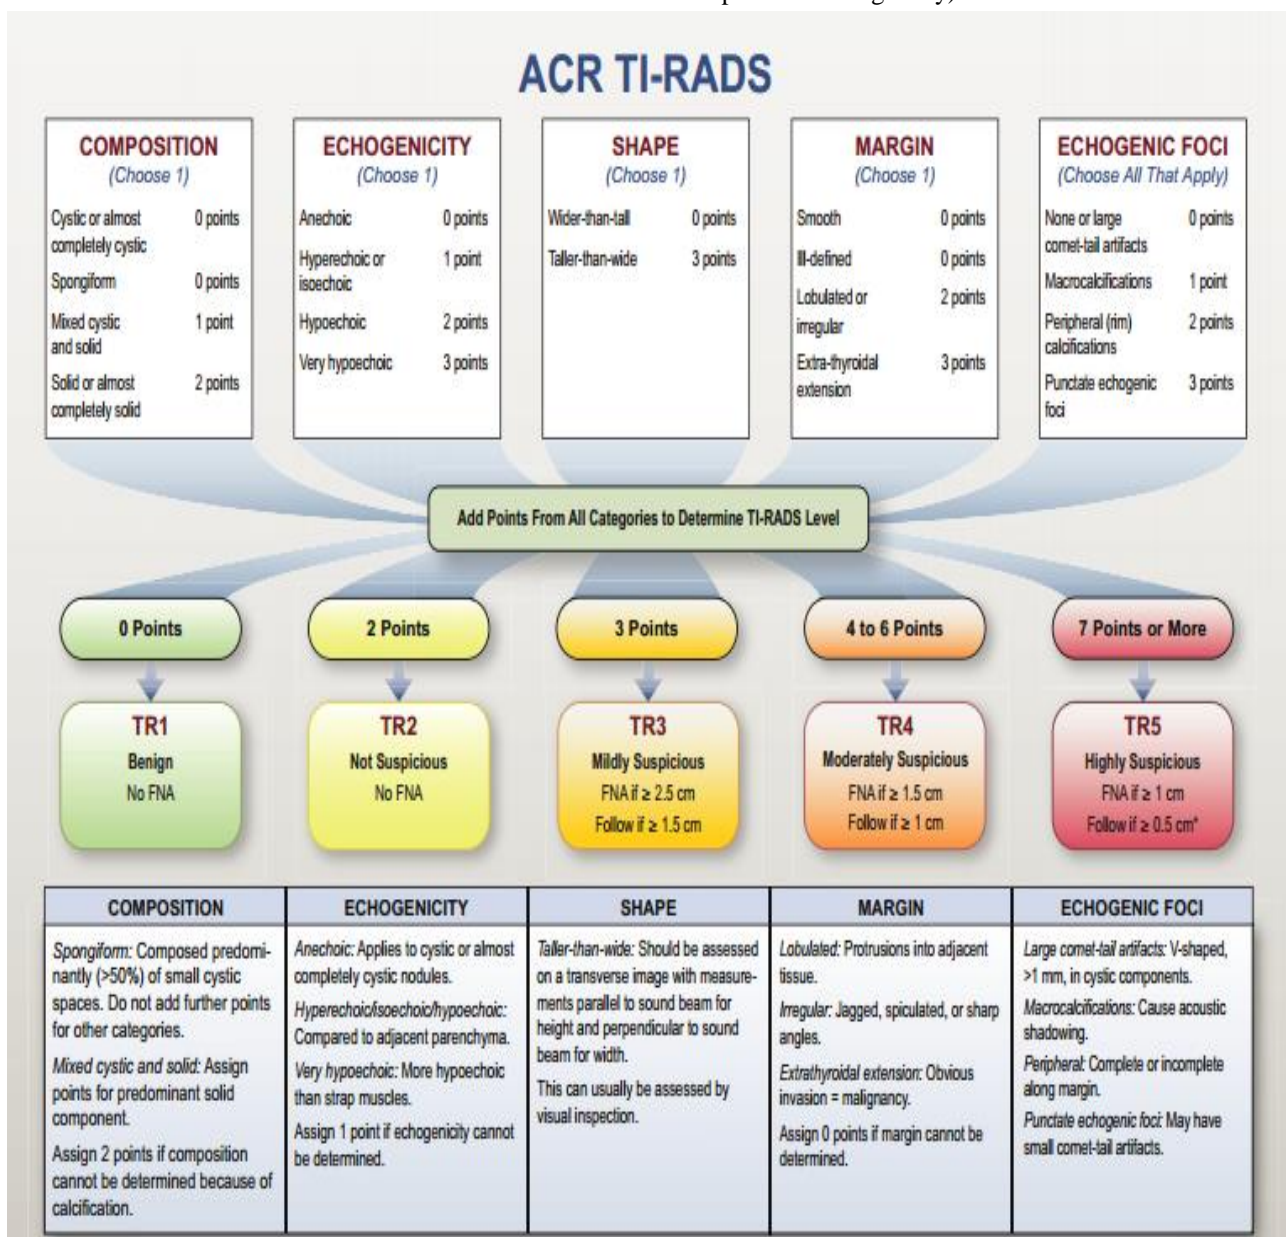 ACR TI-RADS
COMPOSITION
(Choose 1)
Cystic or almost completely cystic 0 points
Spongiform 0 points
Mixed cystic and solid 1 point
Solid or almost completely solid 2 points
ECHOGENICITY
(Choose 1)
Anechoic 0 points
Hyperechoic or isoechoic 1 point
Hypoechoic 2 points
Very hypoechoic 3 points
SHAPE
(Choose 1)
Wider-than-tall 0 points
Taller-than-wide 3 points
MARGIN
(Choose 1)
Smooth 0 points
Ill-defined 0 points
Lobulated or irregular 2 points
Extra-thyroidal extension 3 points
ECHOGENIC FOCI
(Choose All That Apply)
None or large comet-tail artifacts 0 points
Macrocalcifications 1 point
Peripheral (rim) calcifications 2 points
Punctate echogenic foci 3 points
Add Points From All Categories to Determine TI-RADS Level
0 Points
2 Points
3 Points
4 to 6 Points
7 Points or More
TR1
Benign
No FNA
TR2
Not Suspicious
No FNA
TR3
Mildly Suspicious
FNA if ≥ 2.5 cm
Follow if ≥ 1.5 cm
TR4
Moderately Suspicious
FNA if ≥ 1.5 cm
Follow if ≥ 1 cm
TR5
Highly Suspicious
FNA if ≥ 1 cm
Follow if ≥ 0.5 cm*
COMPOSITION
Spongiform: Composed predomi-
nantly (>50%) of small cystic
spaces. Do not add further points
for other categories.
Mixed cystic and solid: Assign
points for predominant solid
component.
Assign 2 points if composition
cannot be determined because of
calcification.
ECHOGENICITY
Anechoic: Applies to cystic or almost
completely cystic nodules.
Hyperechoic/isoechoic/hypoechoic:
Compared to adjacent parenchyma.
Very hypoechoic: More hypoechoic
than strap muscles.
Assign 1 point if echogenicity cannot
be determined.
SHAPE
Taller-than-wide: Should be assessed
on a transverse image with measure-
ments parallel to sound beam for
height and perpendicular to sound
beam for width.
This can usually be assessed by
visual inspection.
MARGIN
Lobulated: Protrusions into adjacent
tissue.
Irregular: Jagged, spiculated, or sharp
angles.
Extrathyroidal extension: Obvious
invasion = malignancy.
Assign 0 points if margin cannot be
determined.
ECHOGENIC FOCI
Large comet-tail artifacts: V-shaped,
>1 mm, in cystic components.
Macrocalcifications: Cause acoustic
shadowing.
Peripheral: Complete or incomplete
along margin.
Punctate echogenic foci: May have
small comet-tail artifacts.